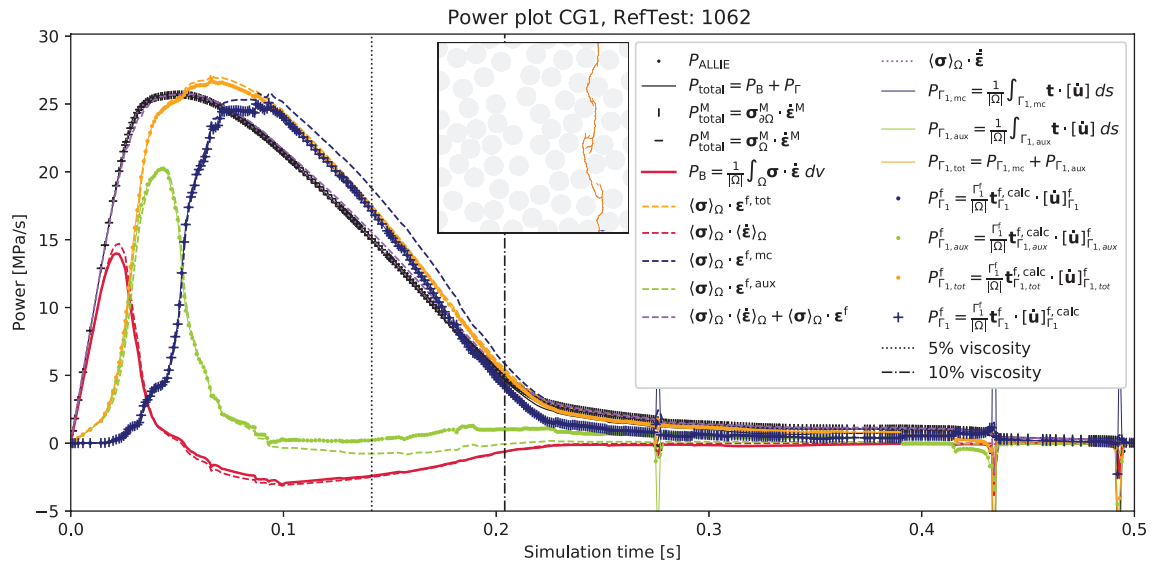 Power plot CG1, RefTest: 1062
Power [MPa/s]
30
25
20
15
10
5
0
−5
0.0
0.1
0.2
0.3
0.4
0.5
Simulation time [s]
P_ALLIE
P_total = P_B + P_Γ
P^M_total = σ^M_∂Ω · ε̇^M
P^M_total = σ^M_Ω · ε̇^M
P_B = 1/|Ω| ∫_Ω σ · ε̇ dv
⟨σ⟩_Ω · ε^f, tot
⟨σ⟩_Ω · ⟨ε̇⟩_Ω
⟨σ⟩_Ω · ε^f, mc
⟨σ⟩_Ω · ε^f, aux
⟨σ⟩_Ω · ⟨ε̇⟩_Ω + ⟨σ⟩_Ω · ε^f
⟨σ⟩_Ω · ε̄̇
P_Γ1,mc = 1/|Ω| ∫_Γ1,mc t · [u̇] ds
P_Γ1,aux = 1/|Ω| ∫_Γ1,aux t · [u̇] ds
P_Γ1,tot = P_Γ1,mc + P_Γ1,aux
P^f_Γ1 = Γ^f_1/|Ω| t^f,calc_Γ1 · [u̇]^f_Γ1
P^f_Γ1,aux = Γ^f_1/|Ω| t^f,calc_Γ1,aux · [u̇]^f_Γ1,aux
P^f_Γ1,tot = Γ^f_1/|Ω| t^f,calc_Γ1,tot · [u̇]^f_Γ1,tot
P^f_Γ1 = Γ^f_1/|Ω| t^f_Γ1 · [u̇]^f,calc_Γ1
5% viscosity
10% viscosity